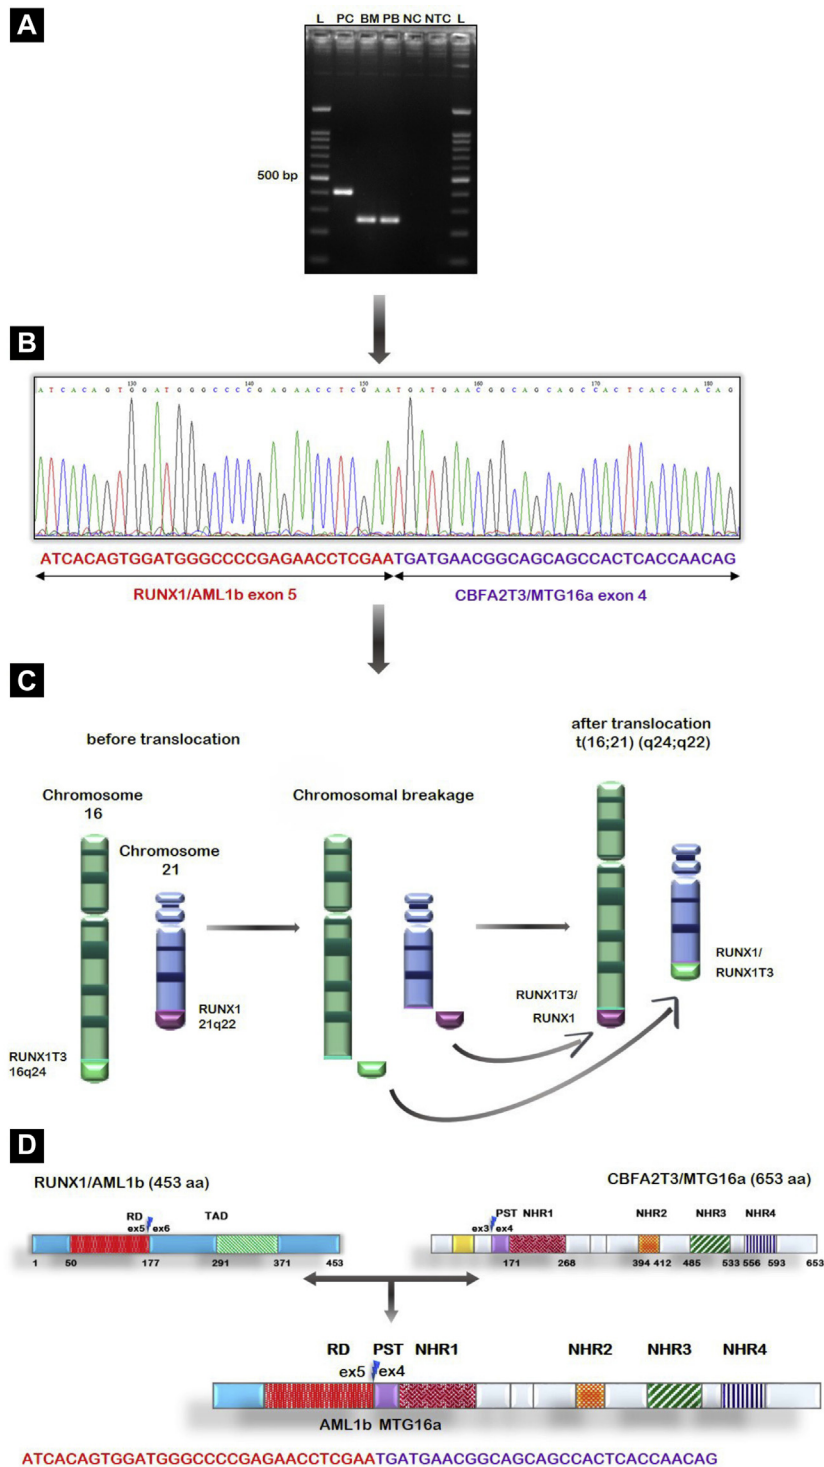 A
L PC BM PB NC NTC L
500 bp
B
130 140 150 160 170 180
A T C A C A G T G G A T G G G C C C C G A G A A C C T C G A A T G A T G A A C G G C A G C A G C C A C T C A C C A A C A G
ATCACAGTGGATGGGCCCCGAGAACCTCGAATGATGAACGGCAGCAGCCACTCACCAACAG
RUNX1/AML1b exon 5 CBFA2T3/MTG16a exon 4
C
before translocation
after translocation
t(16;21) (q24;q22)
Chromosome
16
Chromosomal breakage
Chromosome
21
RUNX1
21q22
RUNX1T3
16q24
RUNX1T3/
RUNX1
RUNX1/
RUNX1T3
D
RUNX1/AML1b (453 aa)
CBFA2T3/MTG16a (653 aa)
RD TAD
ex5 ex6
PST NHR1 NHR2 NHR3 NHR4
ex3 ex4
1 50 177 291 371 453
171 268 394 412 485 533 556 593 653
RD PST NHR1 NHR2 NHR3 NHR4
ex5 ex4
AML1b MTG16a
ATCACAGTGGATGGGCCCCGAGAACCTCGAATGATGAACGGCAGCAGCCACTCACCAACAG